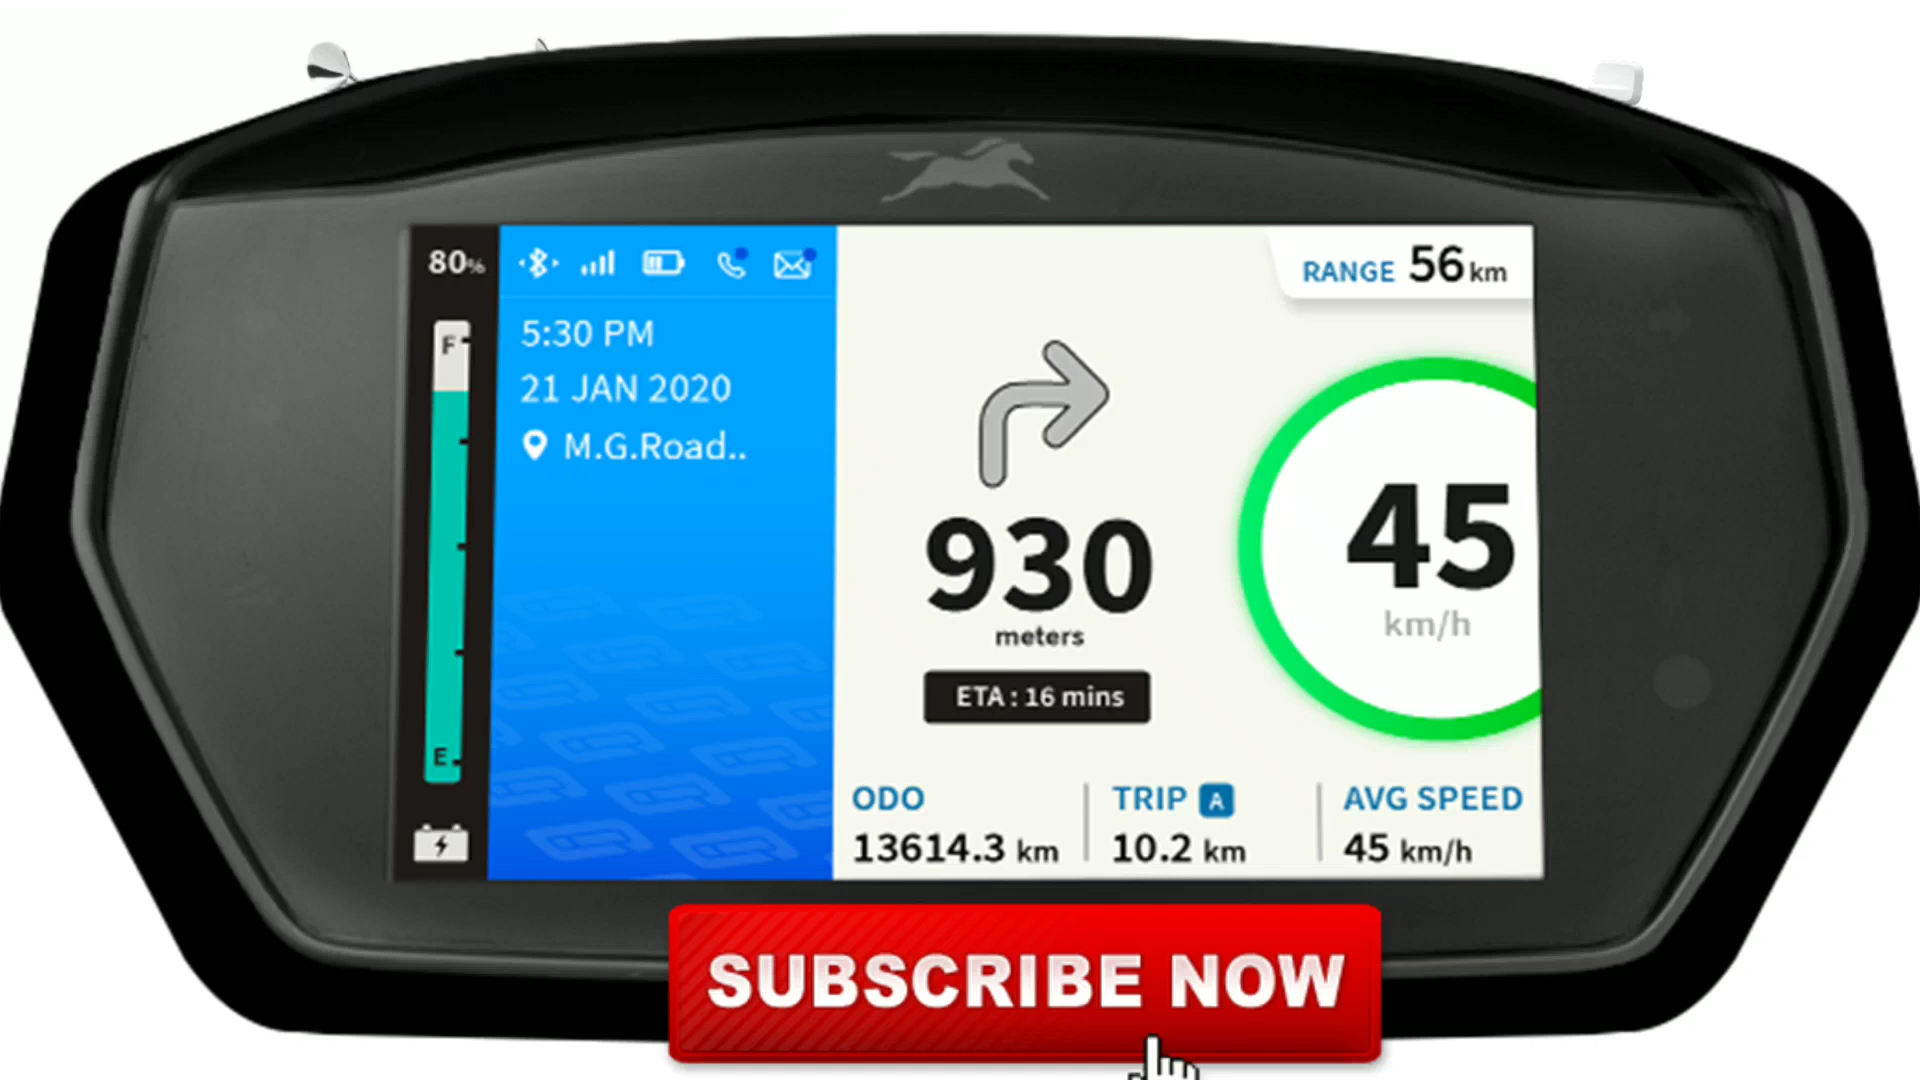 80%
F
E
5:30 PM
21 JAN 2020
M.G.Road..
RANGE 56 km
930
meters
ETA : 16 mins
45
km/h
ODO
13614.3 km
TRIP A
10.2 km
AVG SPEED
45 km/h
SUBSCRIBE NOW